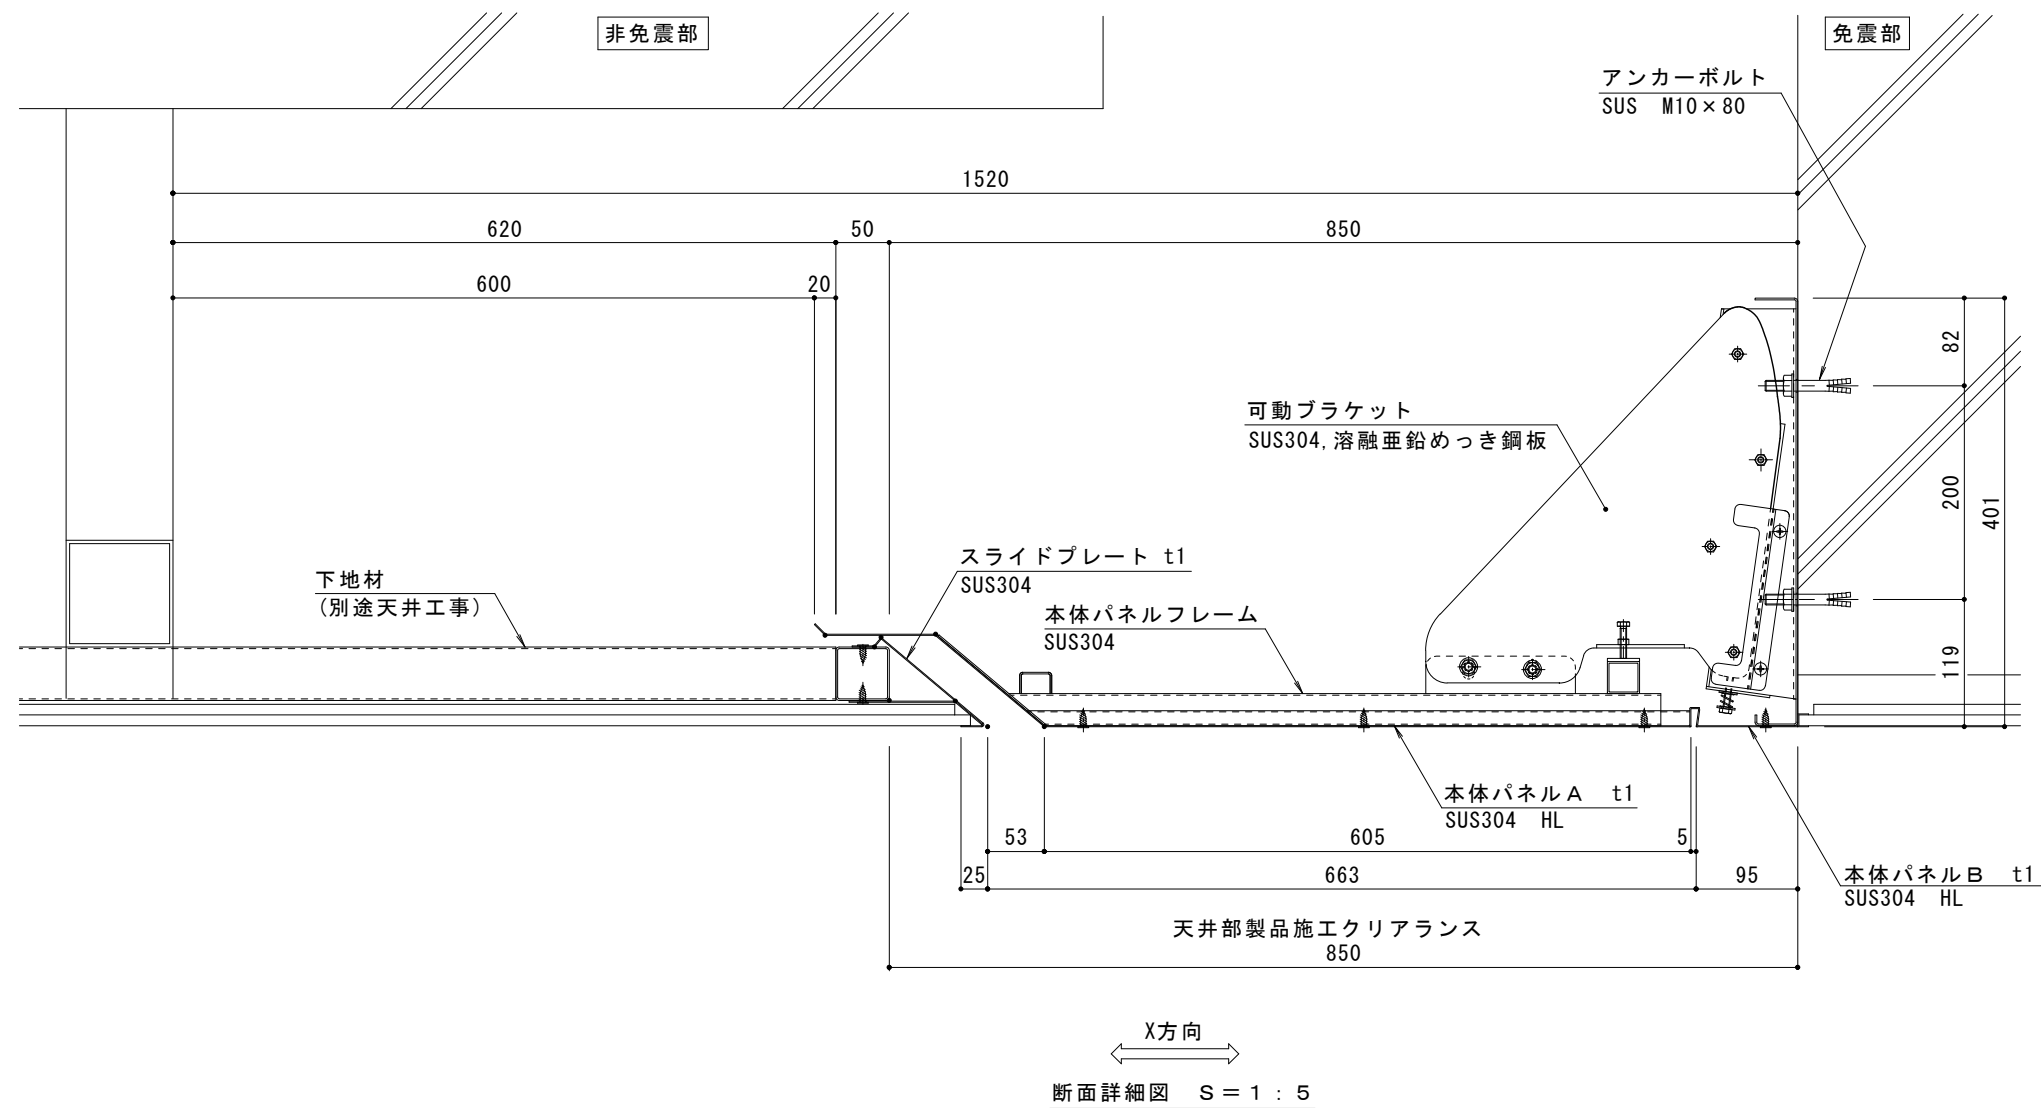 非免震部
免震部
アンカーボルト
SUS M10×80
1520
620
50
850
600
20
82
可動ブラケット
SUS304,溶融亜鉛めっき鋼板
200
401
スライドプレート t1
SUS304
下地材
(別途天井工事)
本体パネルフレーム
SUS304
119
本体パネルA t1
SUS304 HL
53
605
5
25
663
95
本体パネルB t1
SUS304 HL
天井部製品施工クリアランス
850
X方向
断面詳細図 S=1:5